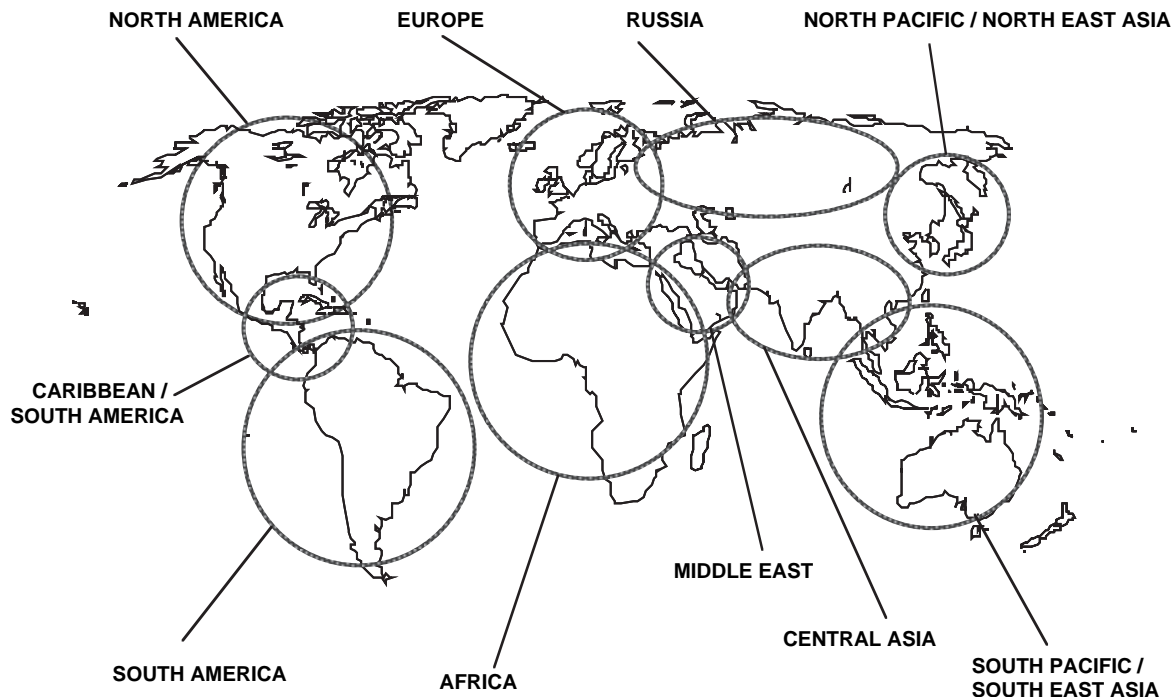 NORTH AMERICA
EUROPE
RUSSIA
NORTH PACIFIC / NORTH EAST ASIA
CARIBBEAN /
SOUTH AMERICA
MIDDLE EAST
CENTRAL ASIA
SOUTH AMERICA
AFRICA
SOUTH PACIFIC /
SOUTH EAST ASIA